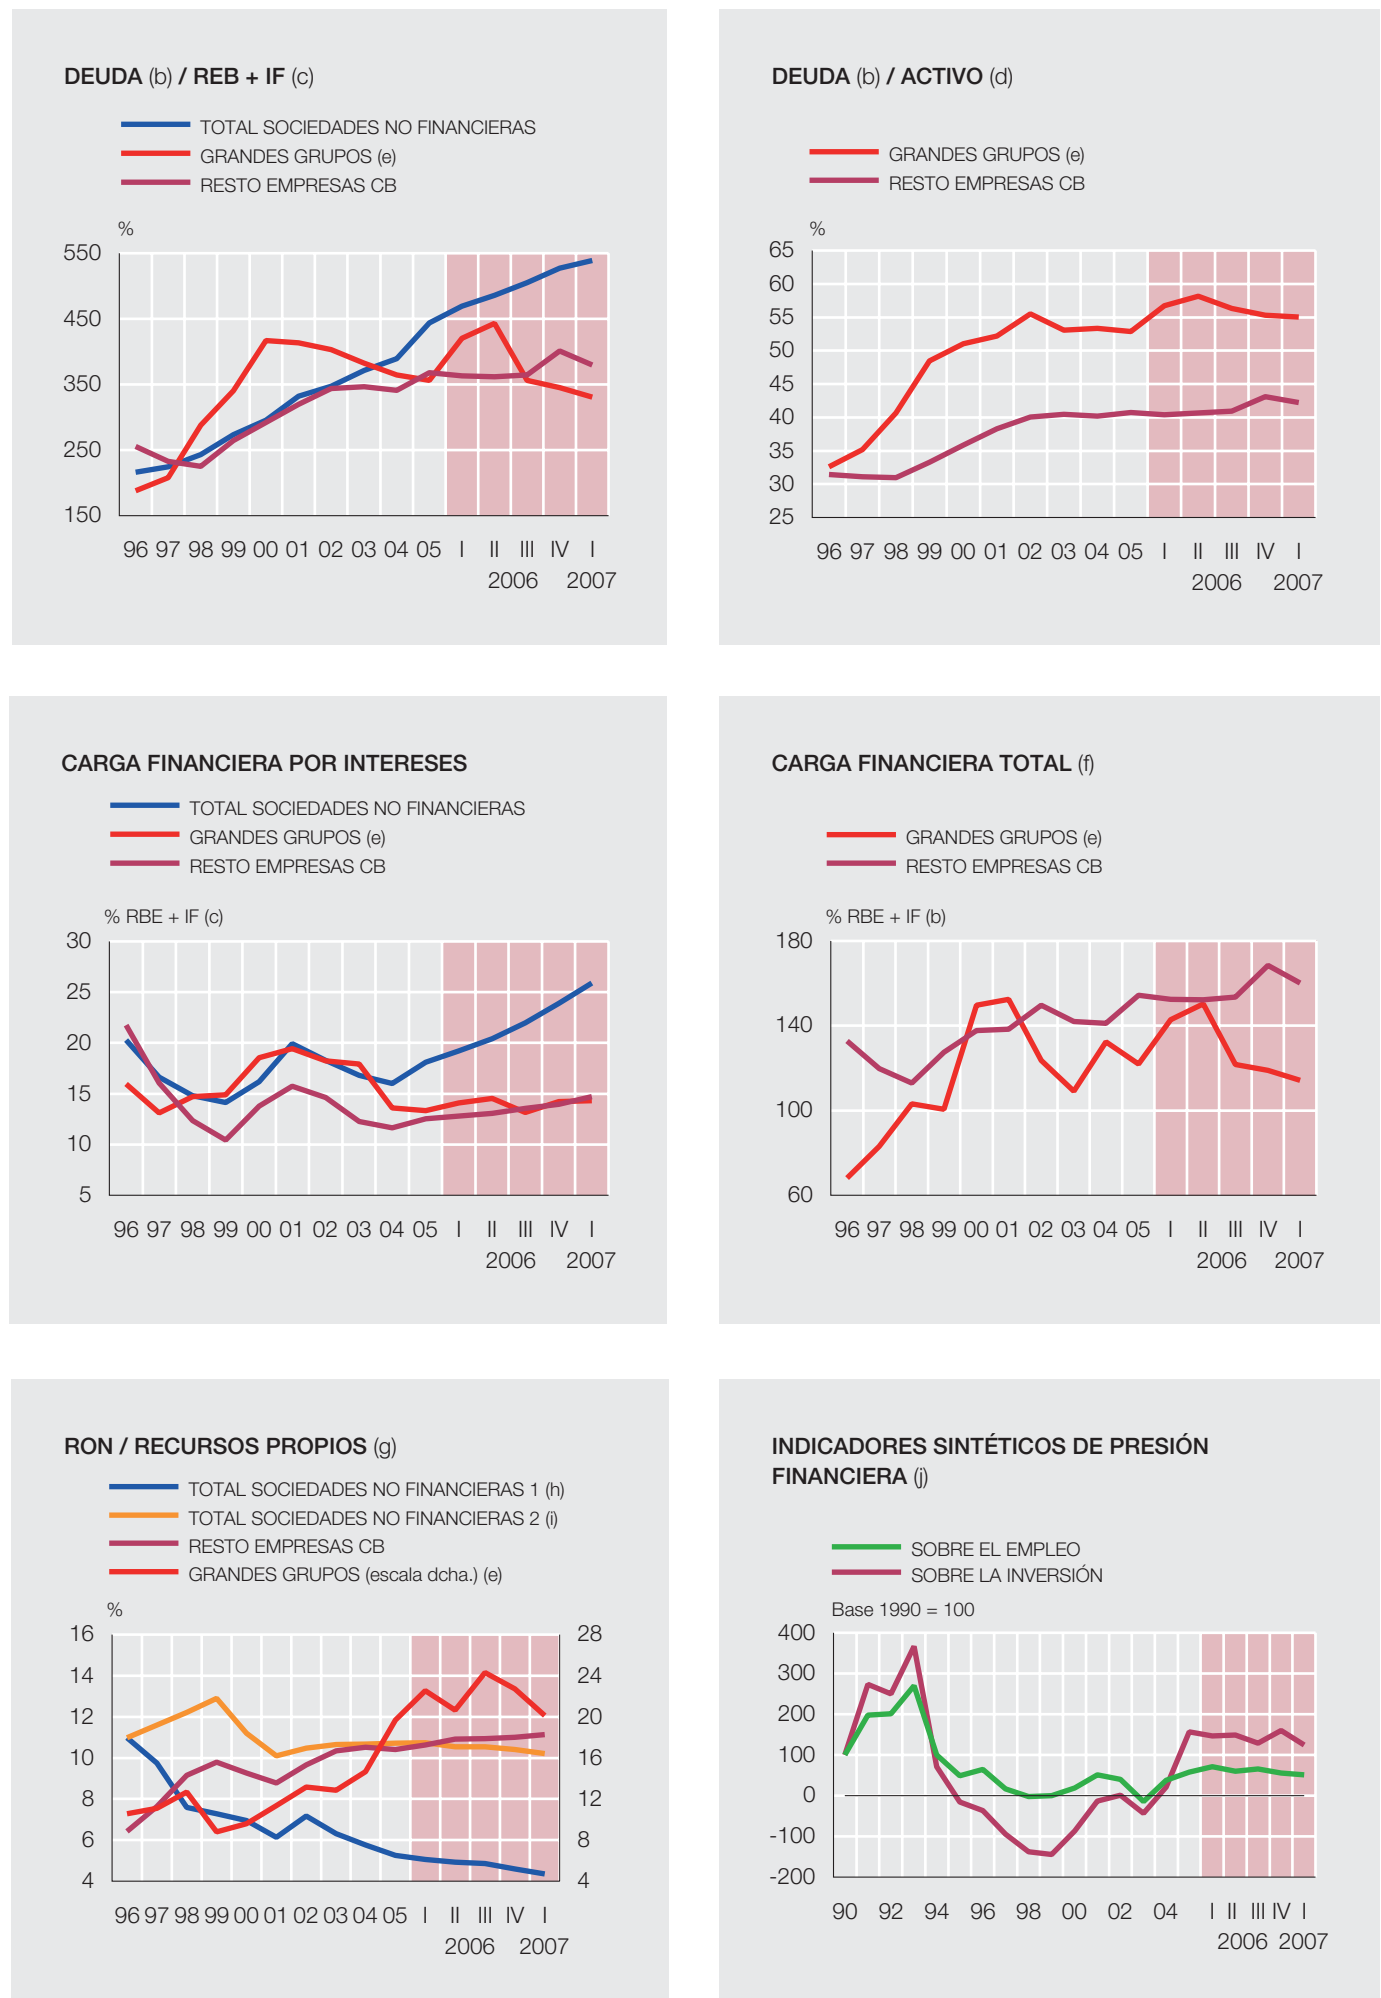 DEUDA (b) / REB + IF (c)
TOTAL SOCIEDADES NO FINANCIERAS
GRANDES GRUPOS (e)
RESTO EMPRESAS CB
%
550
450
350
250
150
96 97 98 99 00 01 02 03 04 05 I II III IV I
2006 2007
DEUDA (b) / ACTIVO (d)
GRANDES GRUPOS (e)
RESTO EMPRESAS CB
%
65
60
55
50
45
40
35
30
25
96 97 98 99 00 01 02 03 04 05 I II III IV I
2006 2007
CARGA FINANCIERA POR INTERESES
TOTAL SOCIEDADES NO FINANCIERAS
GRANDES GRUPOS (e)
RESTO EMPRESAS CB
% RBE + IF (c)
30
25
20
15
10
5
96 97 98 99 00 01 02 03 04 05 I II III IV I
2006 2007
CARGA FINANCIERA TOTAL (f)
GRANDES GRUPOS (e)
RESTO EMPRESAS CB
% RBE + IF (b)
180
140
100
60
96 97 98 99 00 01 02 03 04 05 I II III IV I
2006 2007
RON / RECURSOS PROPIOS (g)
TOTAL SOCIEDADES NO FINANCIERAS 1 (h)
TOTAL SOCIEDADES NO FINANCIERAS 2 (i)
RESTO EMPRESAS CB
GRANDES GRUPOS (escala dcha.) (e)
%
16 28
14 24
12 20
10 16
8 12
6 8
4 4
96 97 98 99 00 01 02 03 04 05 I II III IV I
2006 2007
INDICADORES SINTÉTICOS DE PRESIÓN
FINANCIERA (j)
SOBRE EL EMPLEO
SOBRE LA INVERSIÓN
Base 1990 = 100
400
300
200
100
0
-100
-200
90 92 94 96 98 00 02 04 I II III IV I
2006 2007